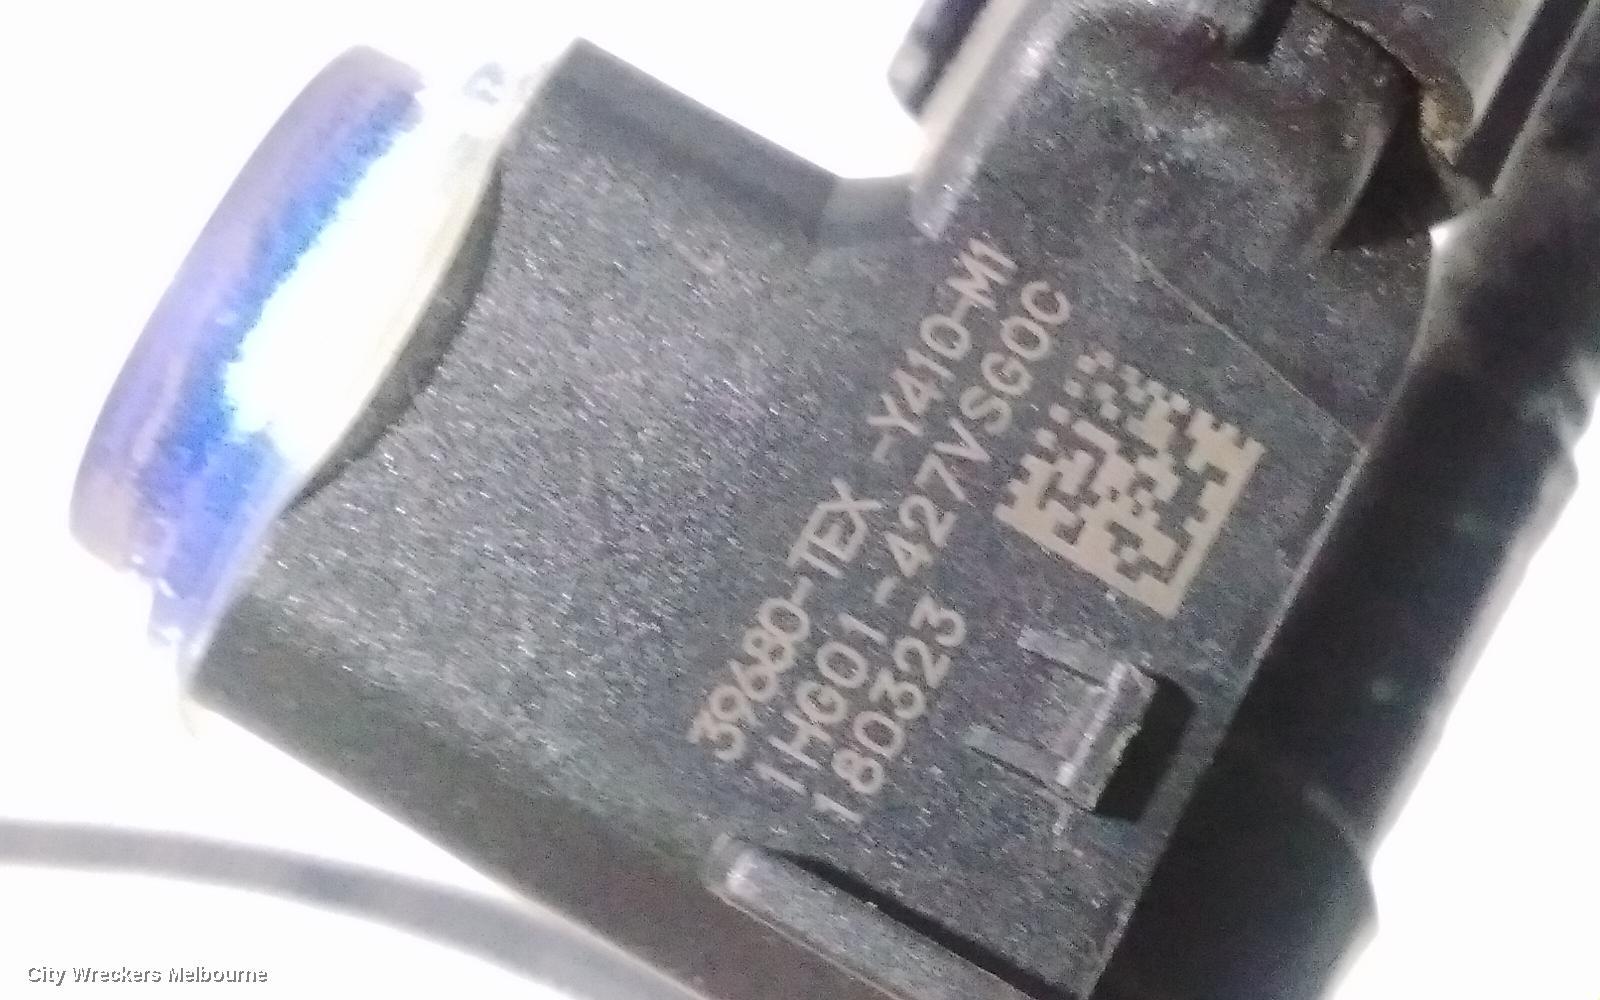 39680-TEX -Y410-M1
1HG01-427VSG0C
180323
City Wreckers Melbourne